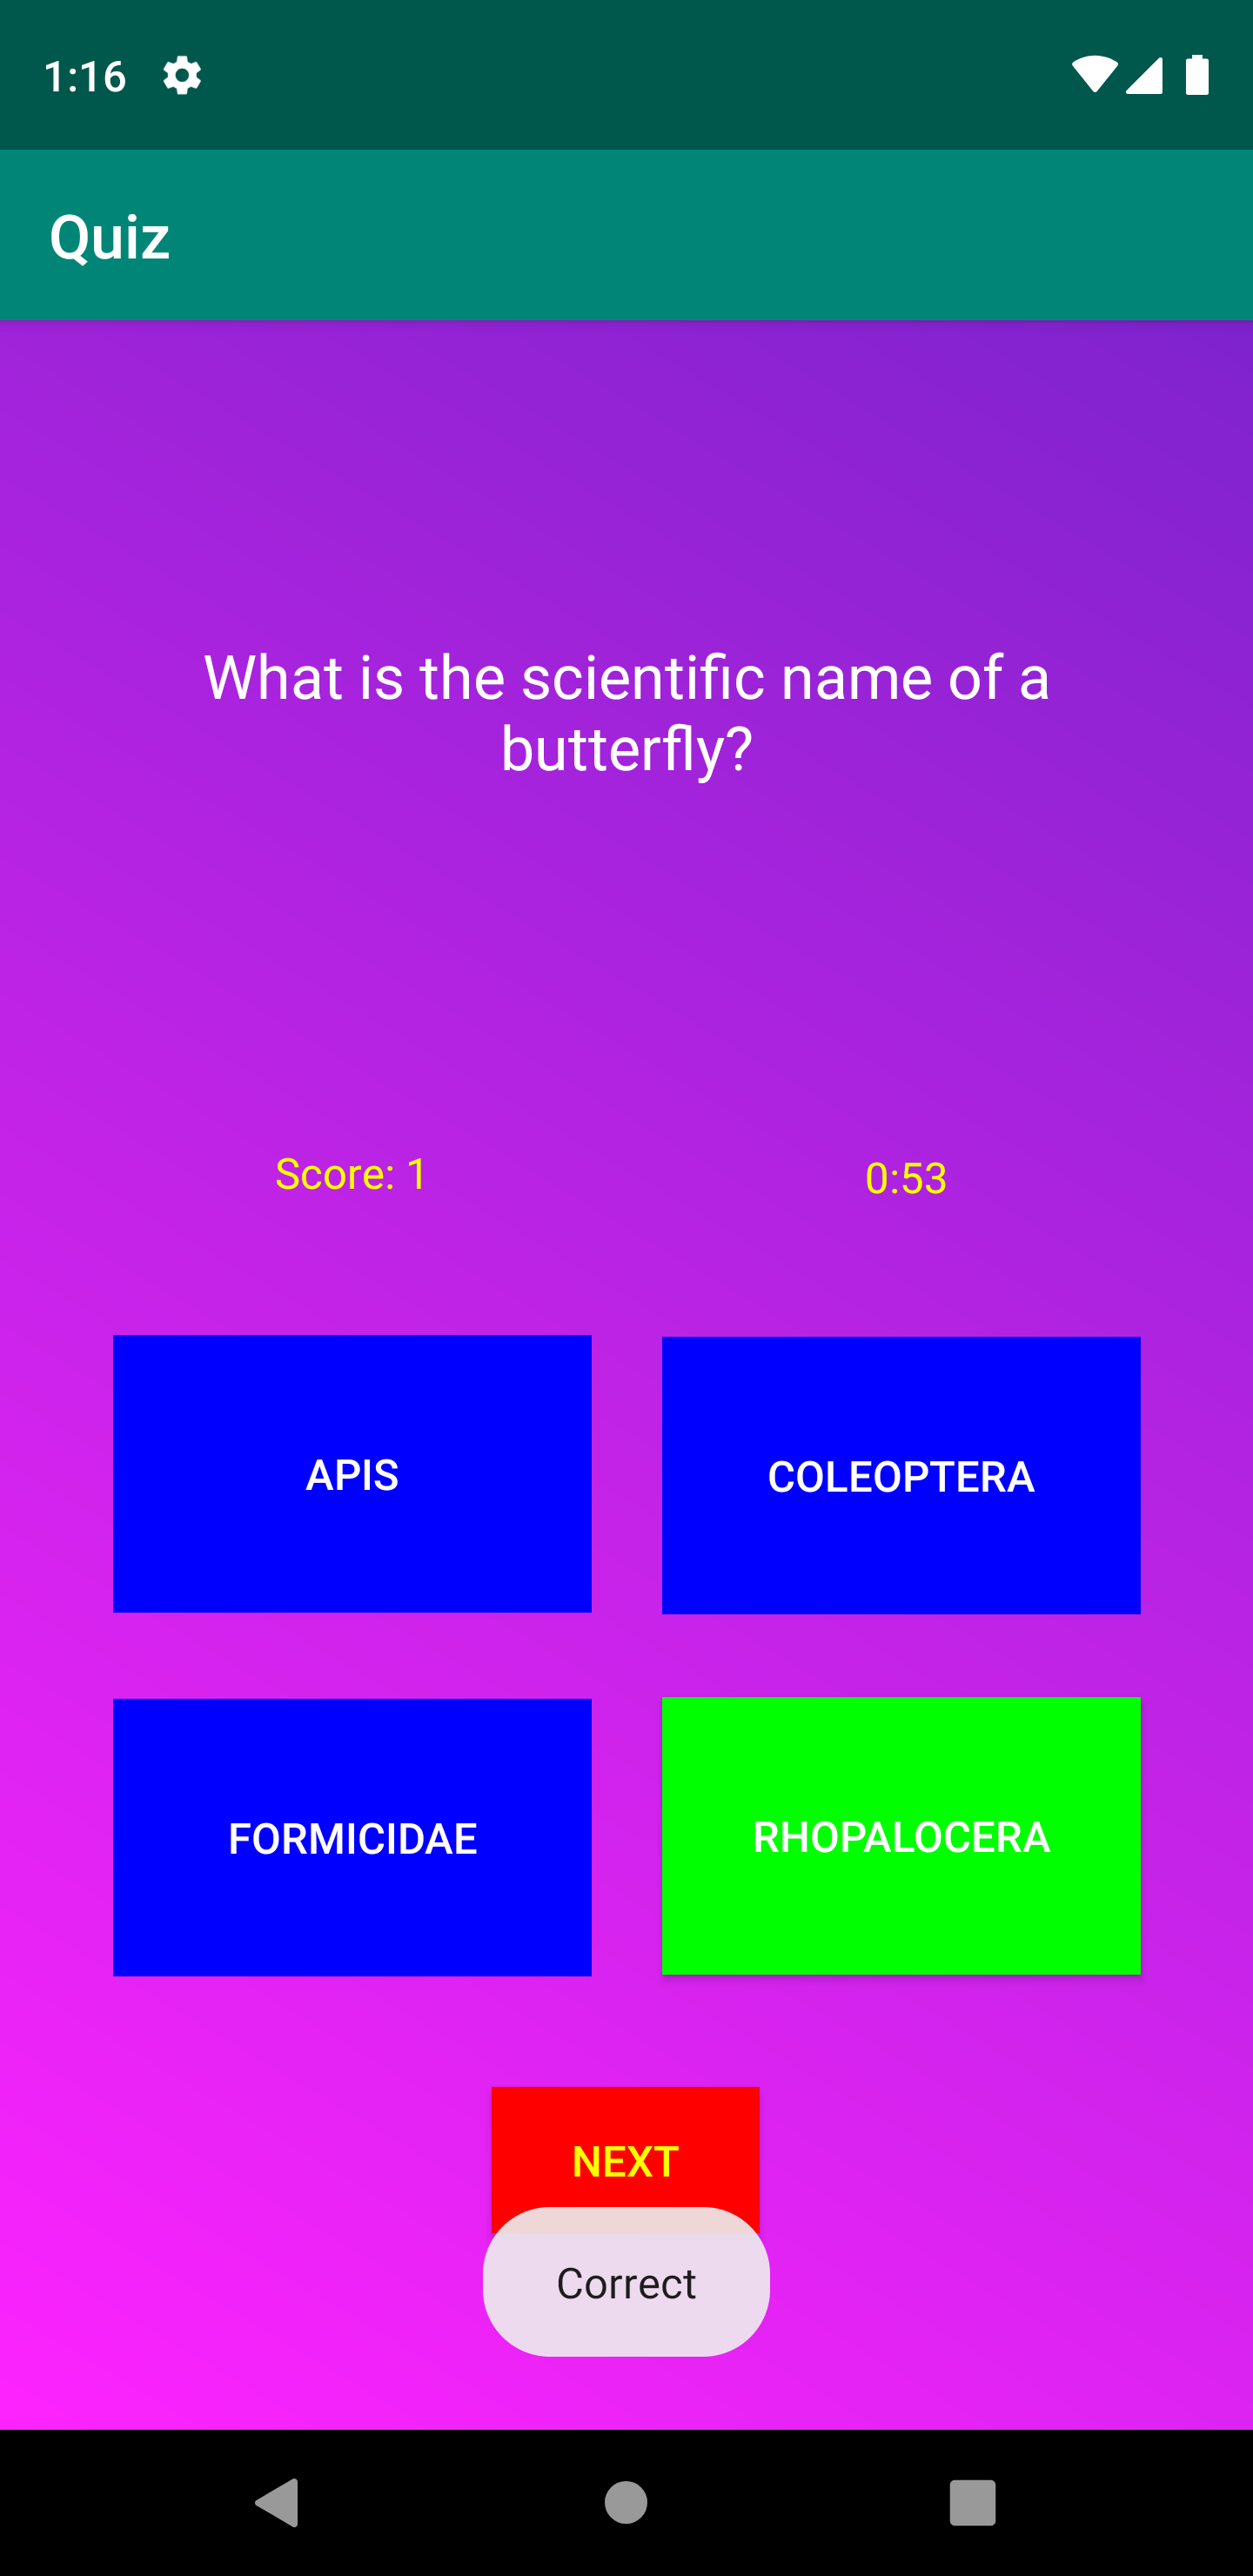 1:16
Quiz
What is the scientific name of a
butterfly?
Score: 1
0:53
APIS
COLEOPTERA
FORMICIDAE
RHOPALOCERA
NEXT
Correct